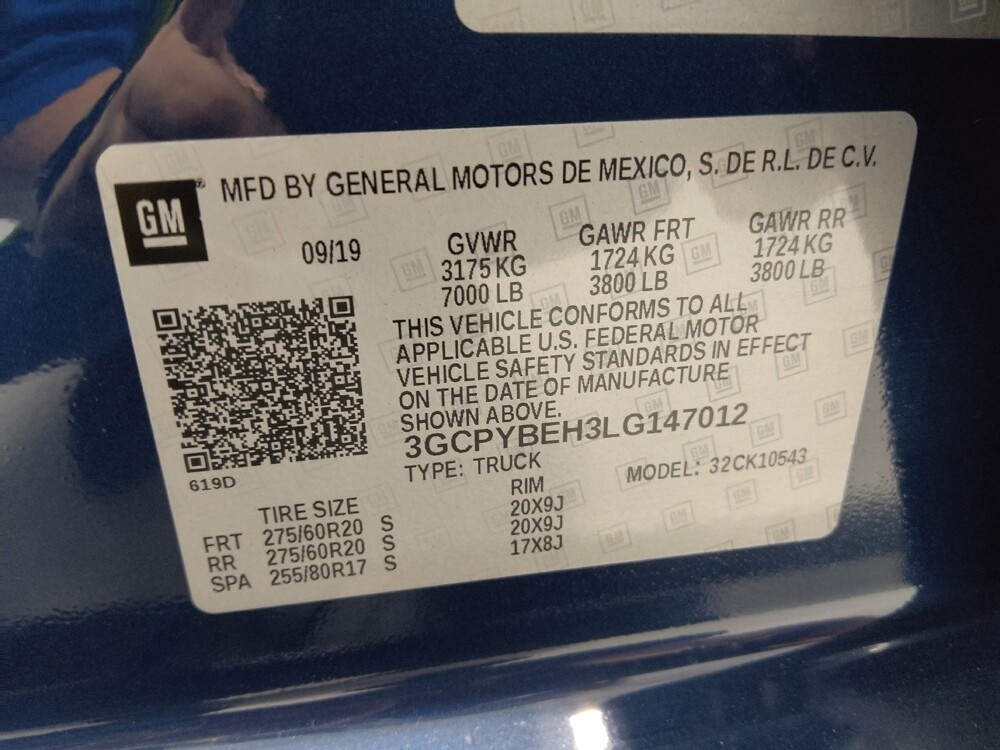 GM
MFD BY GENERAL MOTORS DE MEXICO, S. DE R.L. DE C.V.
09/19
GVWR GAWR FRT GAWR RR
3175 KG 1724 KG 1724 KG
7000 LB 3800 LB 3800 LB
THIS VEHICLE CONFORMS TO ALL
APPLICABLE U.S. FEDERAL MOTOR
VEHICLE SAFETY STANDARDS IN EFFECT
ON THE DATE OF MANUFACTURE
SHOWN ABOVE.
3GCPYBEH3LG147012
TYPE: TRUCK MODEL: 32CK10543
619D
TIRE SIZE RIM
FRT 275/60R20 S 20X9J
RR 275/60R20 S 20X9J
SPA 255/80R17 S 17X8J